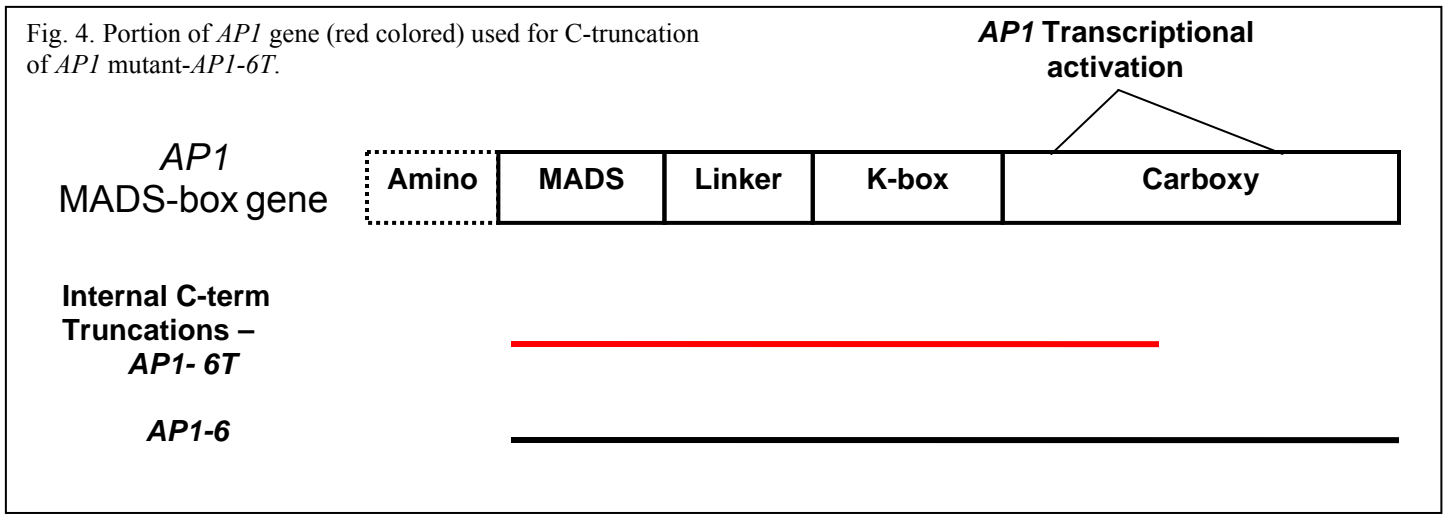 Fig. 4. Portion of AP1 gene (red colored) used for C-truncation
of AP1 mutant-AP1-6T.
AP1 Transcriptional
activation
AP1
MADS-box gene
Amino MADS Linker K-box Carboxy
Internal C-term
Truncations –
AP1- 6T
AP1-6